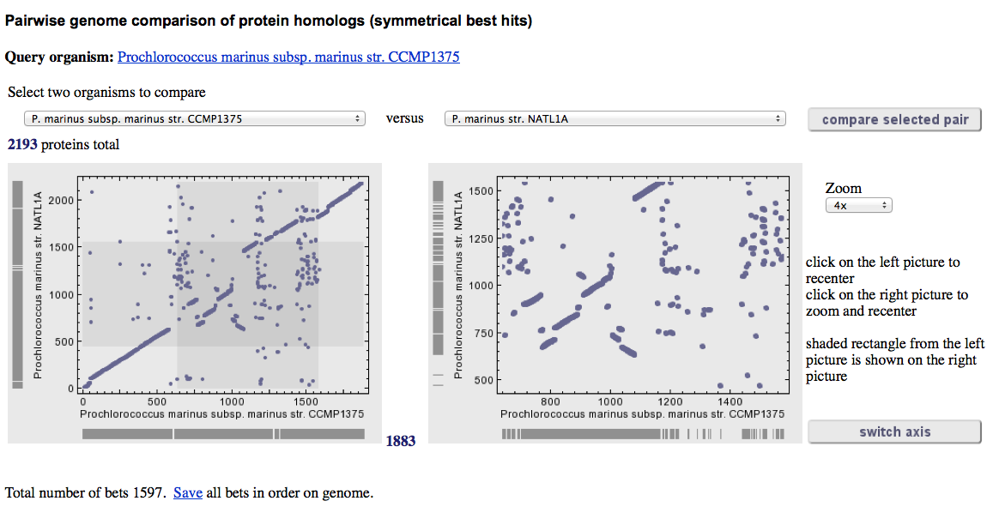 Pairwise genome comparison of protein homologs (symmetrical best hits)
Query organism: Prochlorococcus marinus subsp. marinus str. CCMP1375
Select two organisms to compare
P. marinus subsp. marinus str. CCMP1375 versus P. marinus str. NATL1A compare selected pair
2193 proteins total
Prochlorococcus marinus str. NATL1A
2000
1500
1000
500
0
0 500 1000 1500
Prochlorococcus marinus subsp. marinus str. CCMP1375
1883
Prochlorococcus marinus str. NATL1A
1500
1250
1000
750
500
800 1000 1200 1400
Prochlorococcus marinus subsp. marinus str. CCMP1375
Zoom
4x
click on the left picture to
recenter
click on the right picture to
zoom and recenter
shaded rectangle from the left
picture is shown on the right
picture
switch axis
Total number of bets 1597. Save all bets in order on genome.